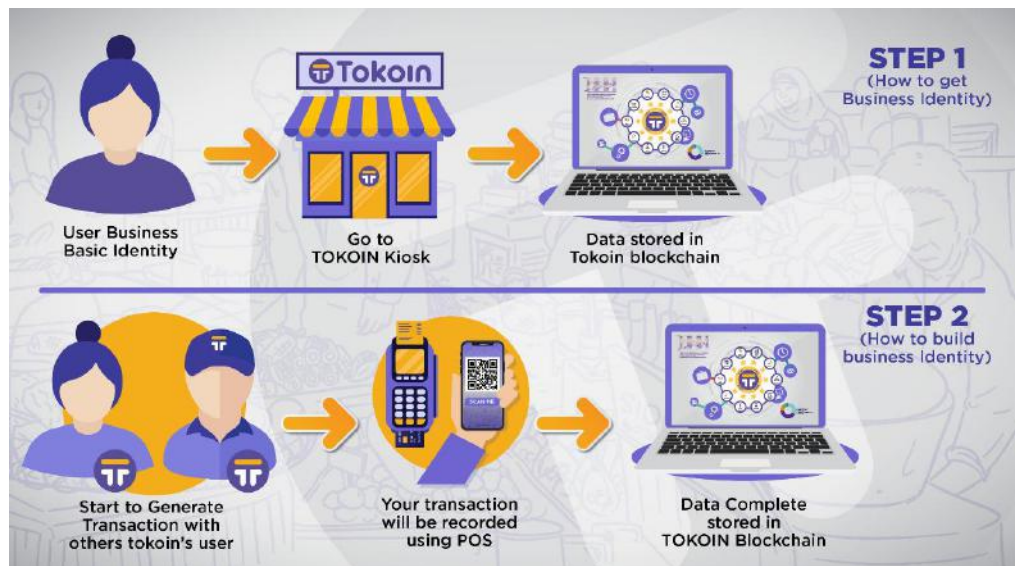 Tokoin
STEP 1
(How to get
Business Identity)
User Business
Basic Identity
Go to
TOKOIN Kiosk
Data stored in
Tokoin blockchain
STEP 2
(How to build
business Identity)
SCAN ME
Start to Generate
Transaction with
others tokoin's user
Your transaction
will be recorded
using POS
Data Complete
stored in
TOKOIN Blockchain